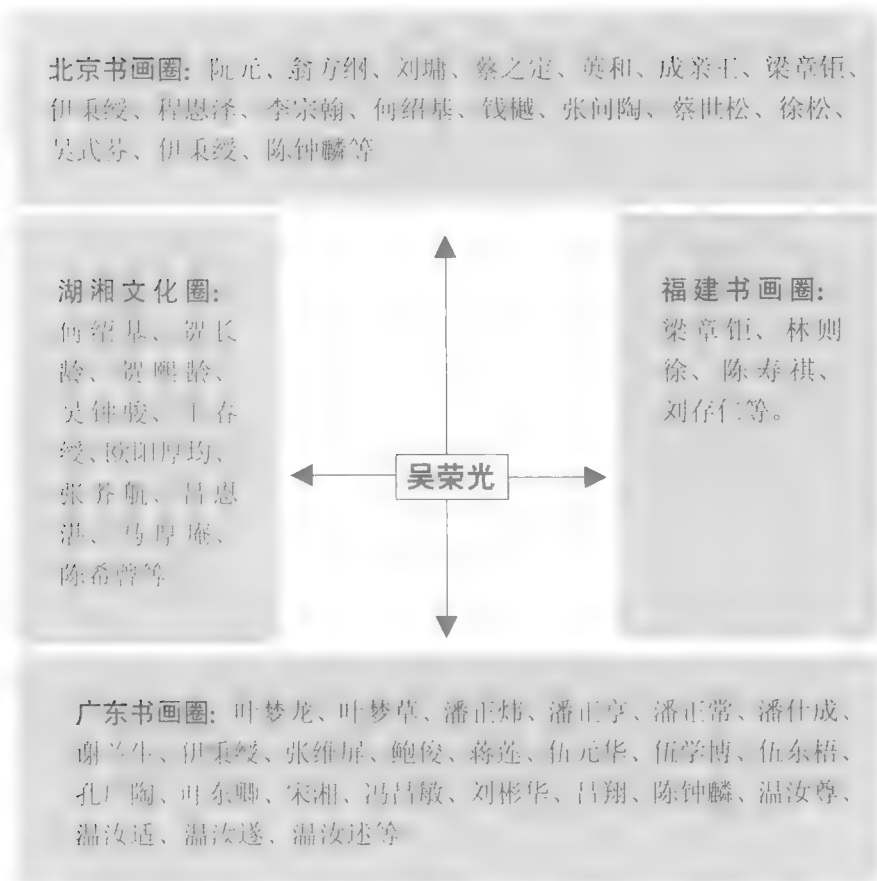 北京书画圈：阮元、翁方纲、刘墉、蔡之定、英和、成亲王、梁章钜、
伊秉绶、程恩泽、李宗翰、何绍基、钱樾、张问陶、蔡世松、徐松、
吴式芬、伊秉绶、陈钟麟等
湖湘文化圈：
何绍基、贺长
龄、贺熙龄、
吴钟骏、丁春
绶、欧阳厚均、
张岳航、吕恩
湛、马厚庵、
陈希曾等
福建书画圈：
梁章钜、林则
徐、陈寿祺、
刘存仁等。
吴荣光
广东书画圈：叶梦龙、叶梦草、潘正炜、潘正亨、潘正常、潘仕成、
谢兰生、伊秉绶、张维屏、鲍俊、蒋莲、伍元华、伍学博、伍东梧、
孔广陶、叶东卿、宋湘、冯昌敏、刘彬华、吕翔、陈钟麟、温汝尊、
温汝适、温汝遂、温汝述等